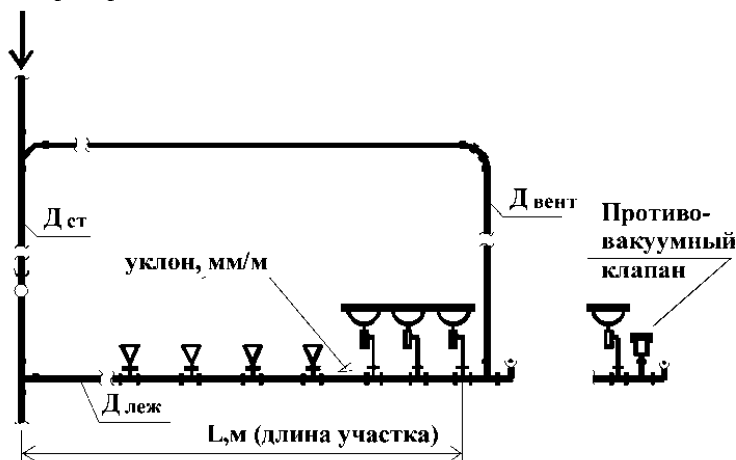 Д ст
Д вент
Противо-
вакуумный
клапан
уклон, мм/м
Д леж
L,м (длина участка)